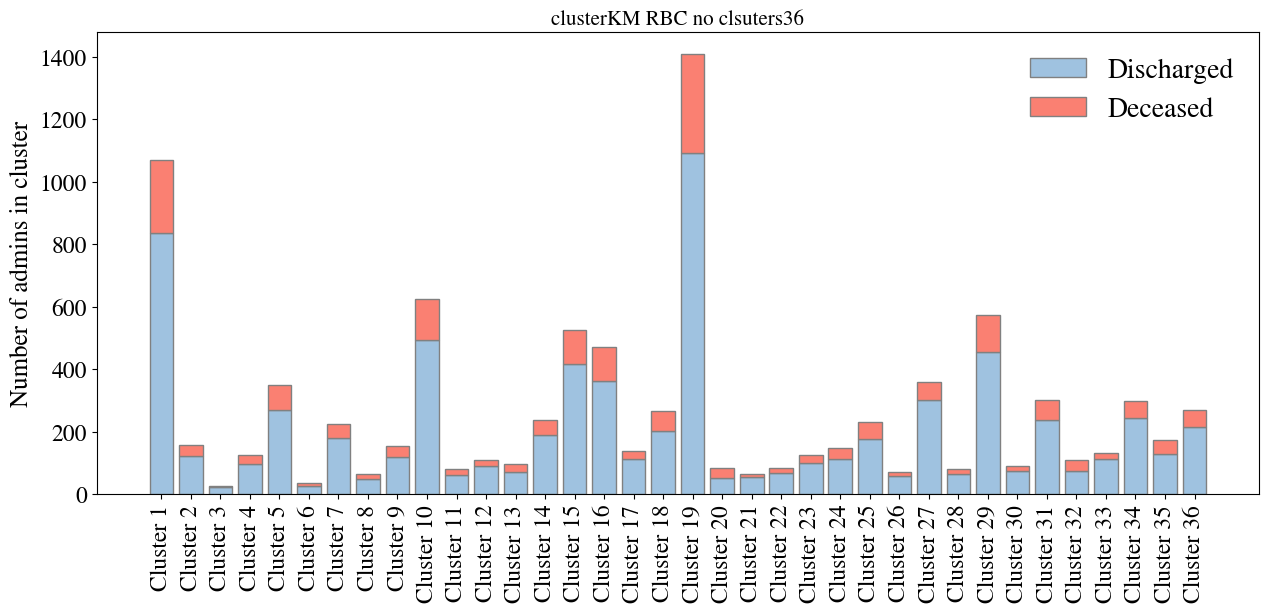 clusterKM RBC no clsuters36
Number of admins in cluster
1400
1200
1000
800
600
400
200
0
Discharged
Deceased
Cluster 1
Cluster 2
Cluster 3
Cluster 4
Cluster 5
Cluster 6
Cluster 7
Cluster 8
Cluster 9
Cluster 10
Cluster 11
Cluster 12
Cluster 13
Cluster 14
Cluster 15
Cluster 16
Cluster 17
Cluster 18
Cluster 19
Cluster 20
Cluster 21
Cluster 22
Cluster 23
Cluster 24
Cluster 25
Cluster 26
Cluster 27
Cluster 28
Cluster 29
Cluster 30
Cluster 31
Cluster 32
Cluster 33
Cluster 34
Cluster 35
Cluster 36